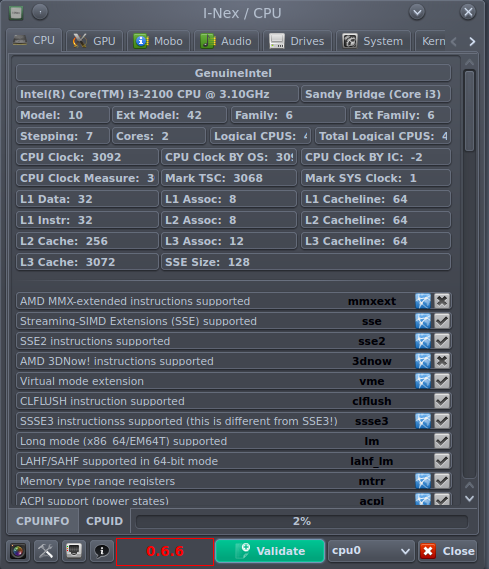 I-Nex / CPU
CPU GPU Mobo Audio Drives System Kern
GenuineIntel
Intel(R) Core(TM) i3-2100 CPU @ 3.10GHz Sandy Bridge (Core i3)
Model: 10 Ext Model: 42 Family: 6 Ext Family: 6
Stepping: 7 Cores: 2 Logical CPUS: 4 Total Logical CPUS: 4
CPU Clock: 3092 CPU Clock BY OS: 309 CPU Clock BY IC: -2
CPU Clock Measure: 3 Mark TSC: 3068 Mark SYS Clock: 1
L1 Data: 32 L1 Assoc: 8 L1 Cacheline: 64
L1 Instr: 32 L2 Assoc: 8 L2 Cacheline: 64
L2 Cache: 256 L3 Assoc: 12 L3 Cacheline: 64
L3 Cache: 3072 SSE Size: 128
AMD MMX-extended instructions supported mmxext
Streaming-SIMD Extensions (SSE) supported sse
SSE2 instructions supported sse2
AMD 3DNow! instructions supported 3dnow
Virtual mode extension vme
CLFLUSH instruction supported clflush
SSSE3 instructionss supported (this is different from SSE3!) ssse3
Long mode (x86_64/EM64T) supported lm
LAHF/SAHF supported in 64-bit mode lahf_lm
Memory type range registers mtrr
ACPI support (power states) acpi
CPUINFO CPUID 2%
0.6.6 Validate cpu0 Close